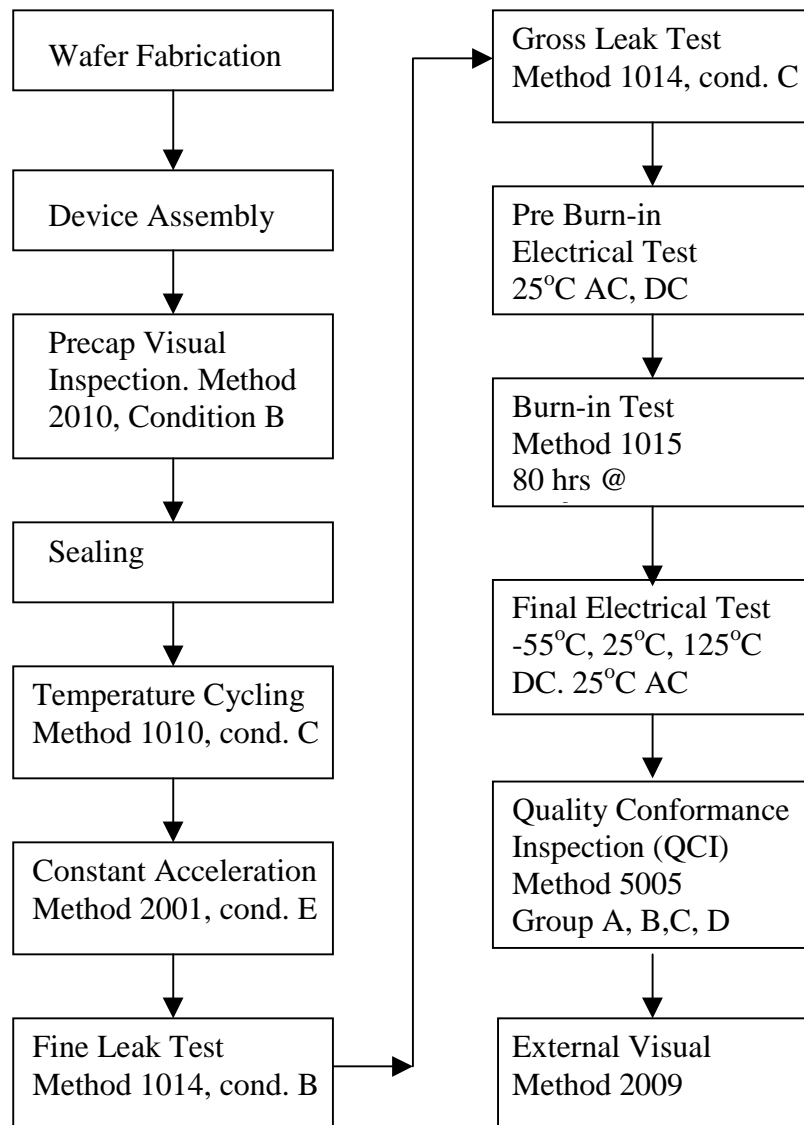 Wafer Fabrication
Device Assembly
Precap Visual
Inspection. Method
2010, Condition B
Sealing
Temperature Cycling
Method 1010, cond. C
Constant Acceleration
Method 2001, cond. E
Fine Leak Test
Method 1014, cond. B
Gross Leak Test
Method 1014, cond. C
Pre Burn-in
Electrical Test
25°C AC, DC
Burn-in Test
Method 1015
80 hrs @
Final Electrical Test
-55°C, 25°C, 125°C
DC. 25°C AC
Quality Conformance
Inspection (QCI)
Method 5005
Group A, B,C, D
External Visual
Method 2009